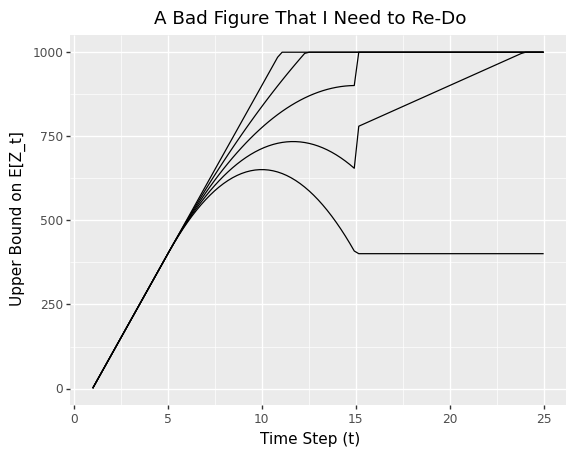 A Bad Figure That I Need to Re-Do
Upper Bound on E[Z_t]
1000
750
500
250
0
0 5 10 15 20 25
Time Step (t)